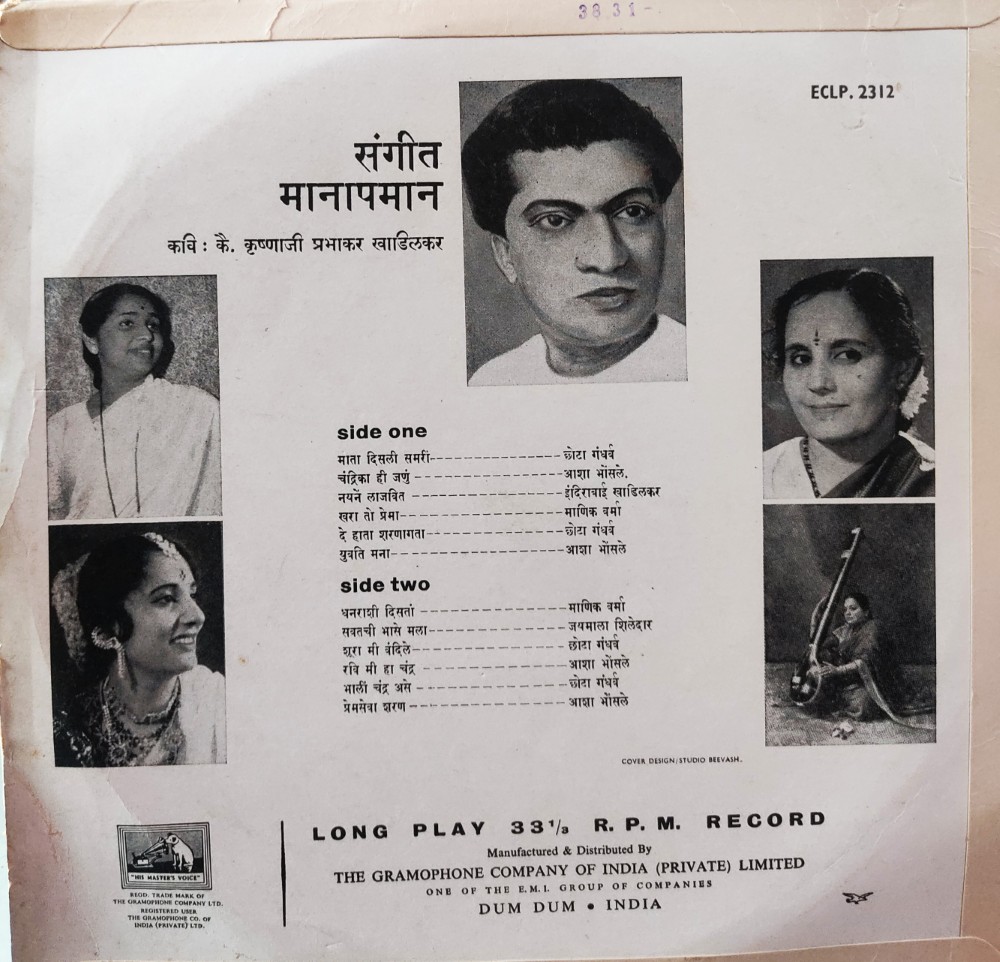 38 31-
ECLP. 2312
संगीत
मानापमान
कवि : कै. कृष्णाजी प्रभाकर खाडिलकर
side one
माता दिसली समरीं--------------------छोटा गंधर्व
चंद्रिका ही जणुं --------------------आशा भोंसले.
नयनें लाजवित --------------------इंदिराबाई खाडिलकर
खरा तो प्रेमा--------------------माणिक वर्मा
दे हाता शरणागता--------------------छोटा गंधर्व
युवति मना--------------------आशा भोंसले
side two
धनराशी दिसतां --------------------माणिक वर्मा
सवतची भासे मला--------------------जयमाला शिलेदार
शूरा मी वंदिले--------------------छोटा गंधर्व
रवि मी हा चंद्र --------------------आशा भोंसले
भालीं चंद्र असे --------------------छोटा गंधर्व
प्रेमसेवा शरण --------------------आशा भोंसले
COVER DESIGN/STUDIO BEEVASH.
LONG PLAY 33 1/3 R. P. M. RECORD
Manufactured & Distributed By
THE GRAMOPHONE COMPANY OF INDIA (PRIVATE) LIMITED
ONE OF THE E.M.I. GROUP OF COMPANIES
DUM DUM • INDIA
"HIS MASTER'S VOICE"
REGD. TRADE MARK OF
THE GRAMOPHONE COMPANY LTD.
REGISTERED USER
THE GRAMOPHONE CO. OF
INDIA (PRIVATE) LTD.